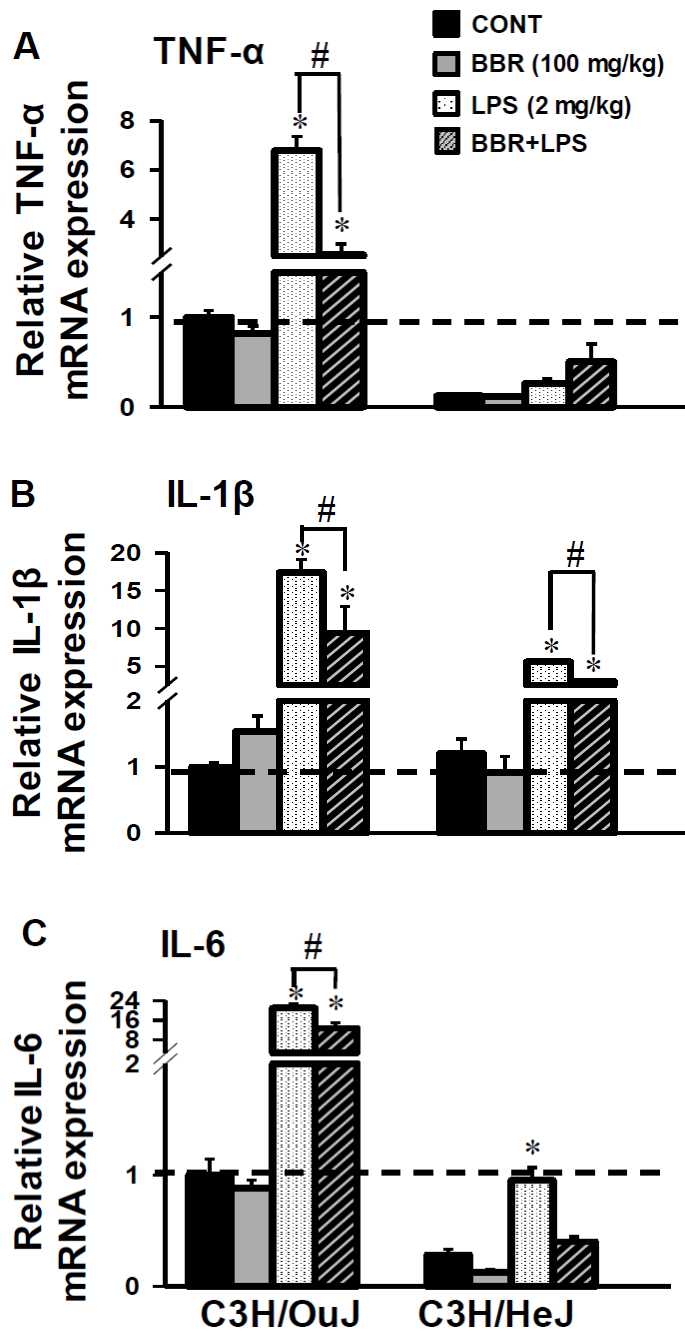 A
TNF-α
CONT
BBR (100 mg/kg)
LPS (2 mg/kg)
BBR+LPS
#
*
*
Relative TNF-α
mRNA expression
8
6
4
1
0
B
IL-1β
#
*
*
#
*
*
Relative IL-1β
mRNA expression
20
15
10
5
2
1
0
C
IL-6
#
*
*
*
Relative IL-6
mRNA expression
24
16
8
2
1
0
C3H/OuJ C3H/HeJ